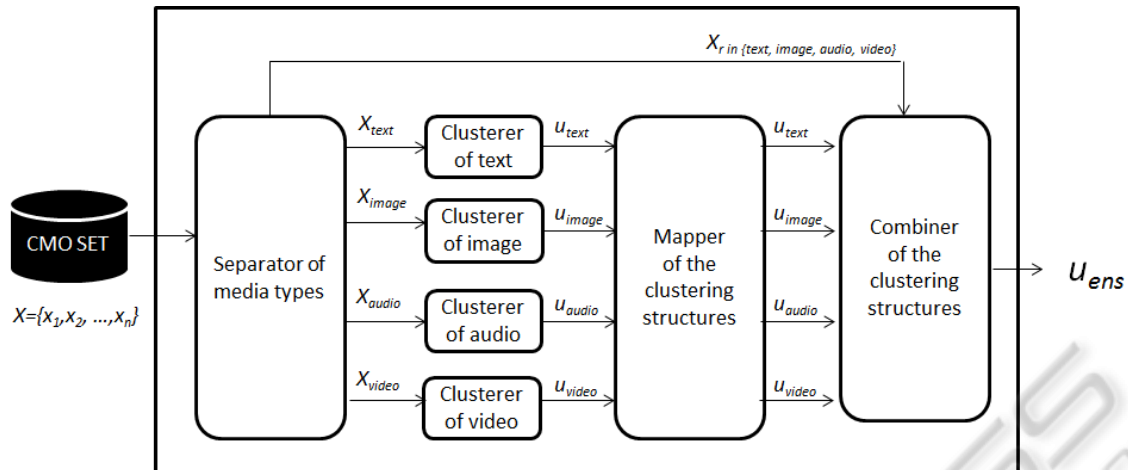 X_r in {text, image, audio, video}
CMO SET
X={x_1,x_2, …,x_n}
Separator of
media types
X_text
X_image
X_audio
X_video
Clusterer
of text
Clusterer
of image
Clusterer
of audio
Clusterer
of video
u_text
u_image
u_audio
u_video
Mapper
of the
clustering
structures
u_text
u_image
u_audio
u_video
Combiner
of the
clustering
structures
u_ens